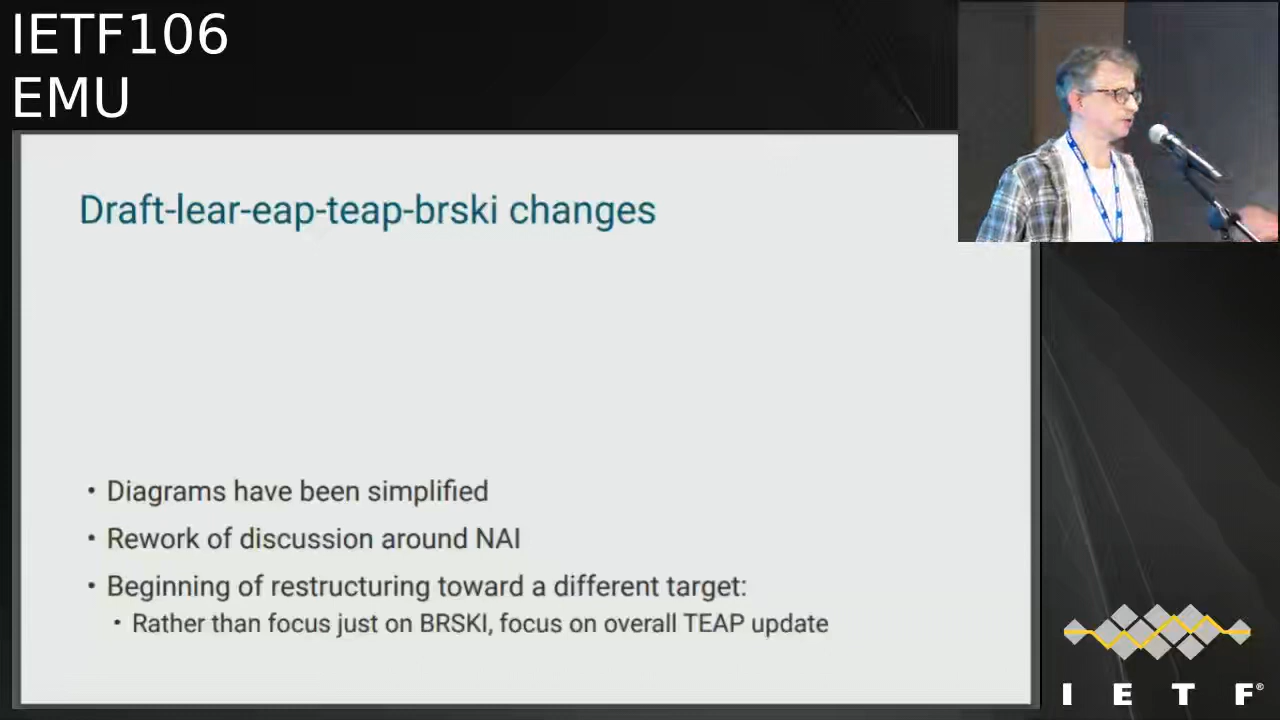 IETF106
EMU
Draft-lear-eap-teap-brski changes
• Diagrams have been simplified
• Rework of discussion around NAI
• Beginning of restructuring toward a different target:
• Rather than focus just on BRSKI, focus on overall TEAP update
I E T F®